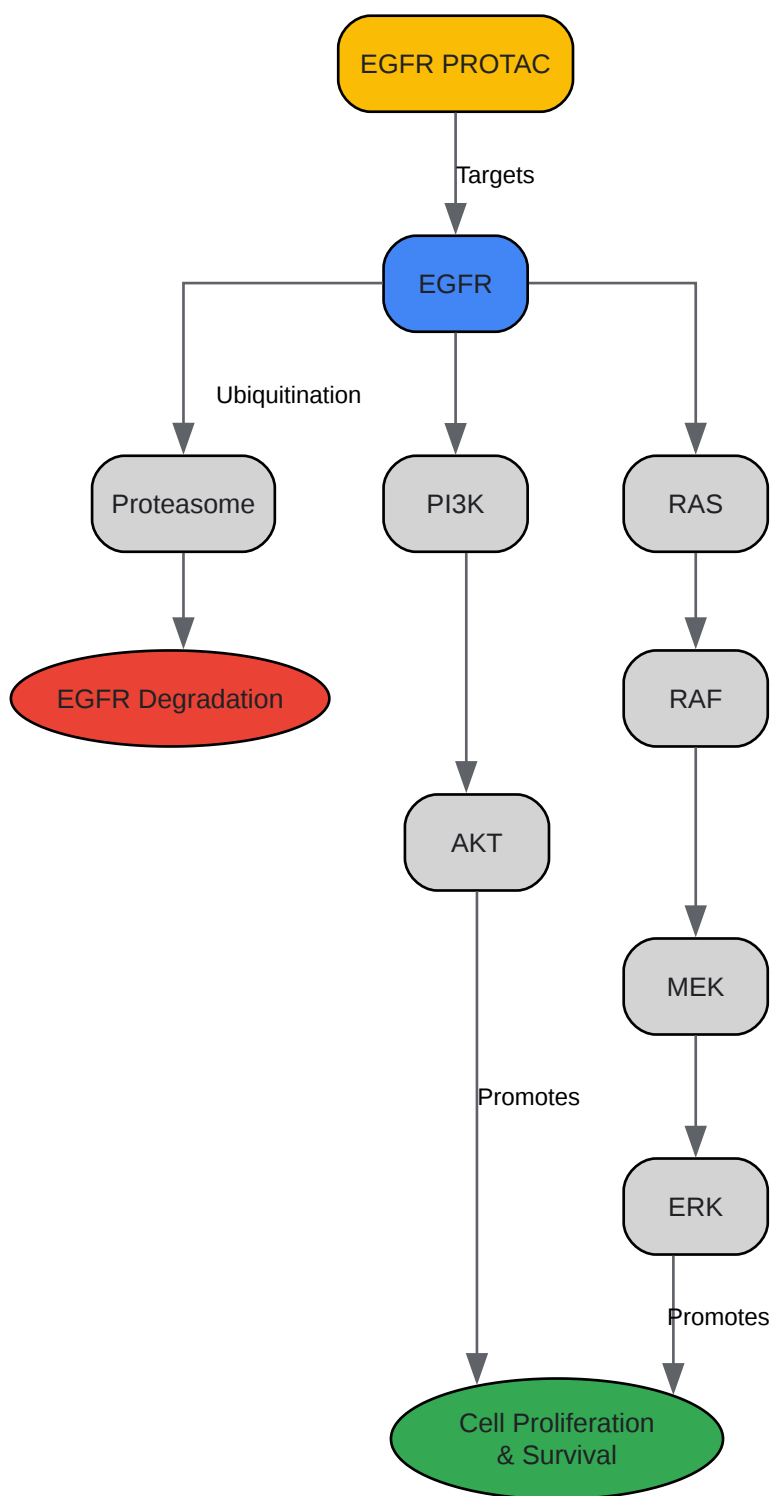 EGFR PROTAC
Targets
EGFR
Ubiquitination
Proteasome
PI3K
RAS
EGFR Degradation
RAF
AKT
MEK
Promotes
ERK
Promotes
Cell Proliferation
& Survival